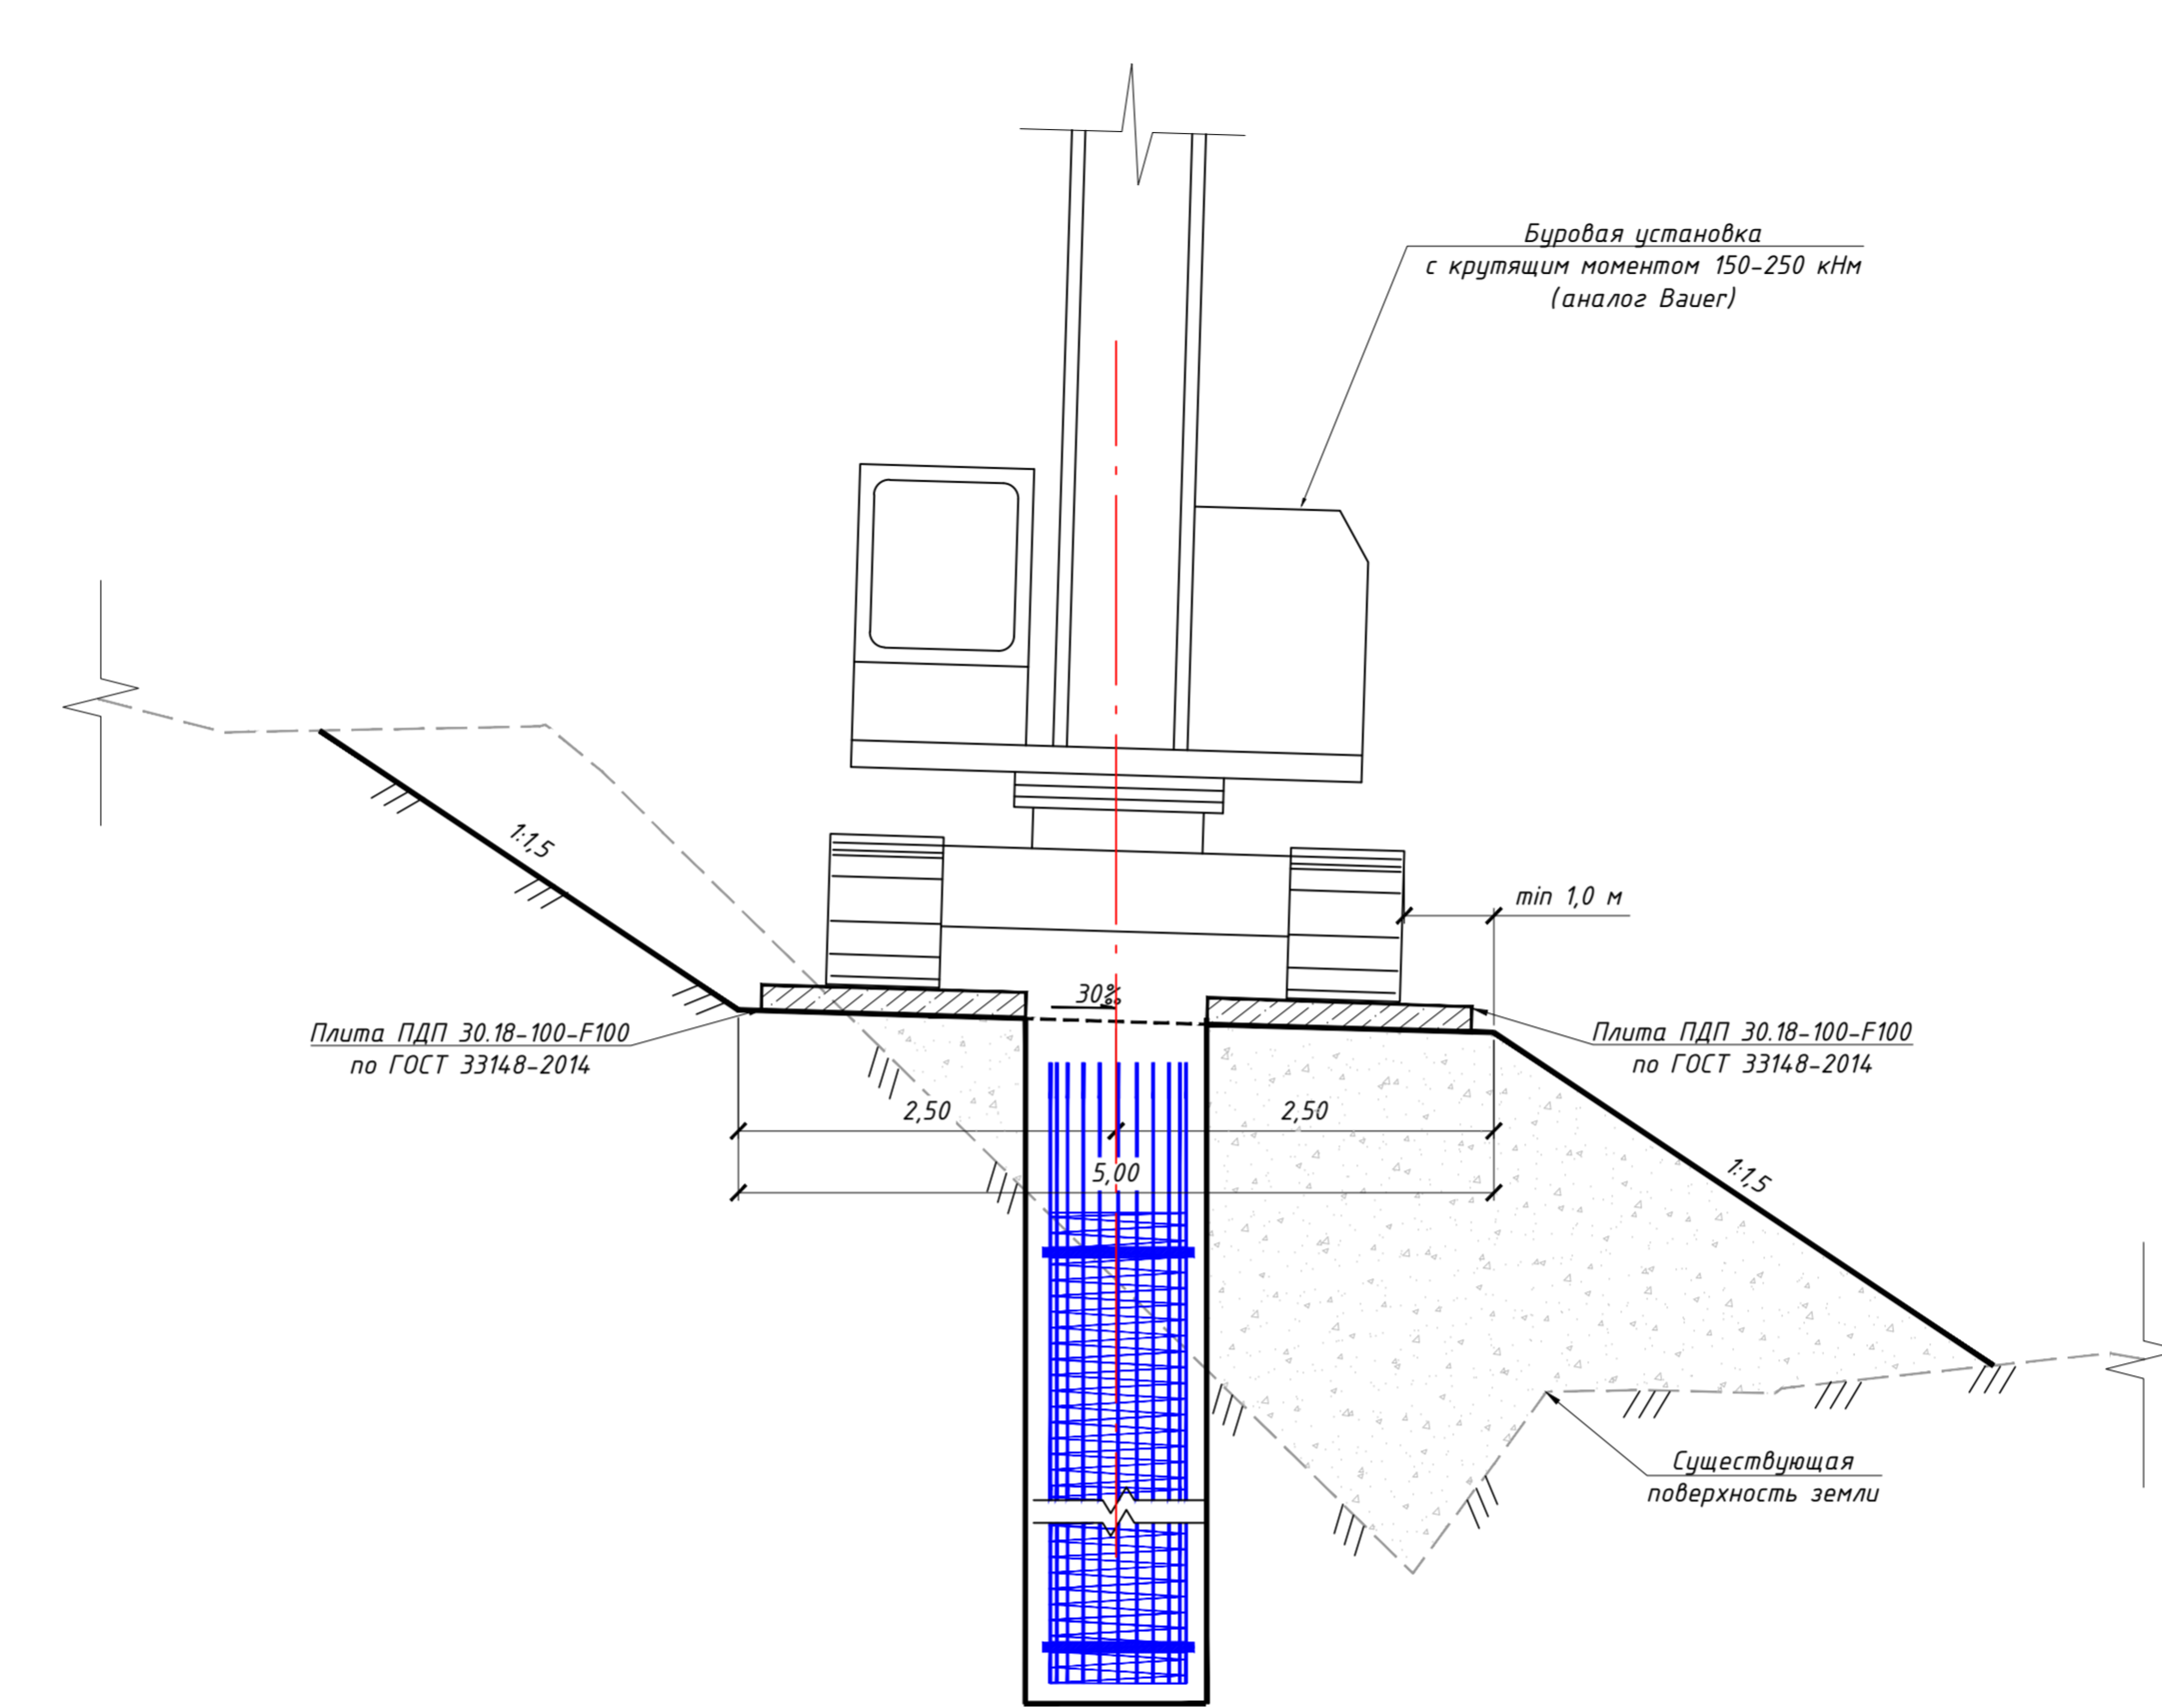 Буровая установка
с крутящим моментом 150-250 кНм
(аналог Bauer)
1:1,5
min 1,0 м
30‰
Плита ПДП 30.18-100-F100
по ГОСТ 33148-2014
Плита ПДП 30.18-100-F100
по ГОСТ 33148-2014
2,50
2,50
5,00
1:1,5
Существующая
поверхность земли